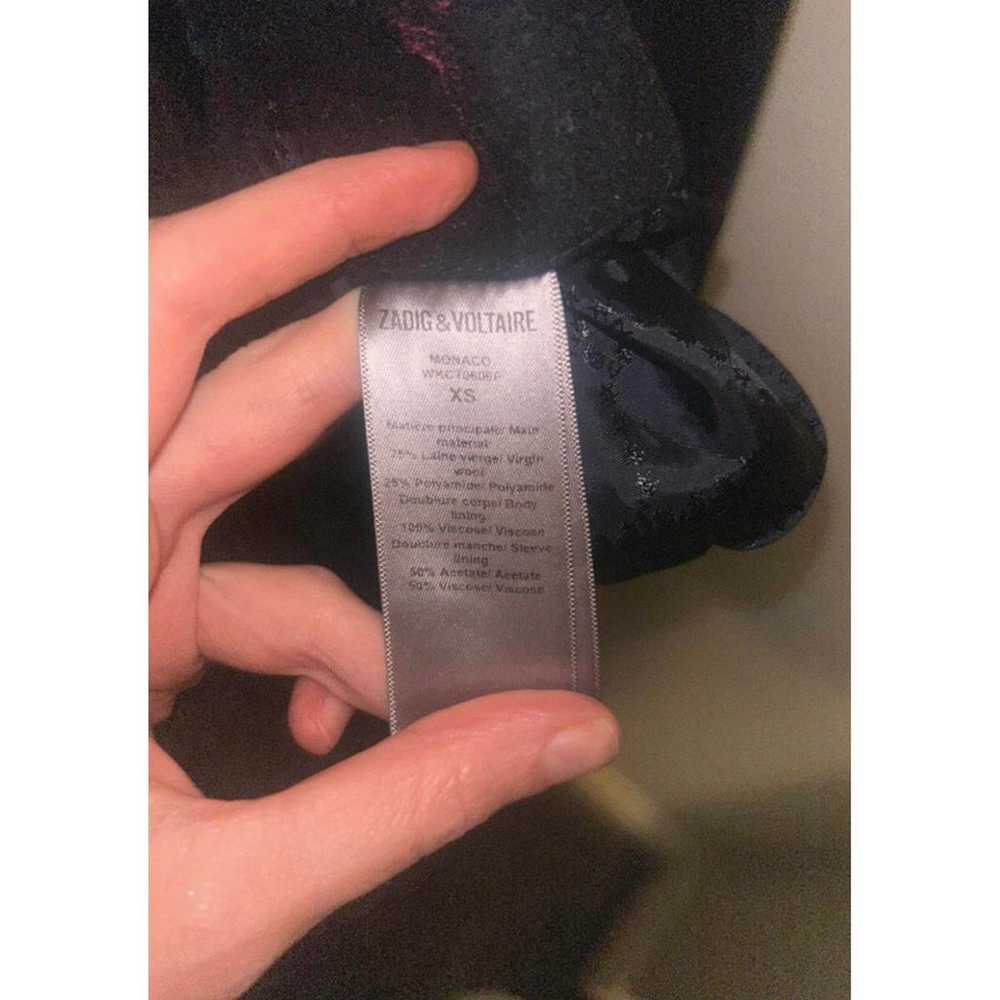 ZADIG & VOLTAIRE
MONACO
XS
Matière principale/ Main
material:
75% Laine vierge/ Virgin
wool
25% Polyamide/ Polyamide
Doublure corps/ Body
lining:
100% Viscose/ Viscose
Doublure manche/ Sleeve
lining:
50% Acetate/ Acetate
50% Viscose/ Viscose